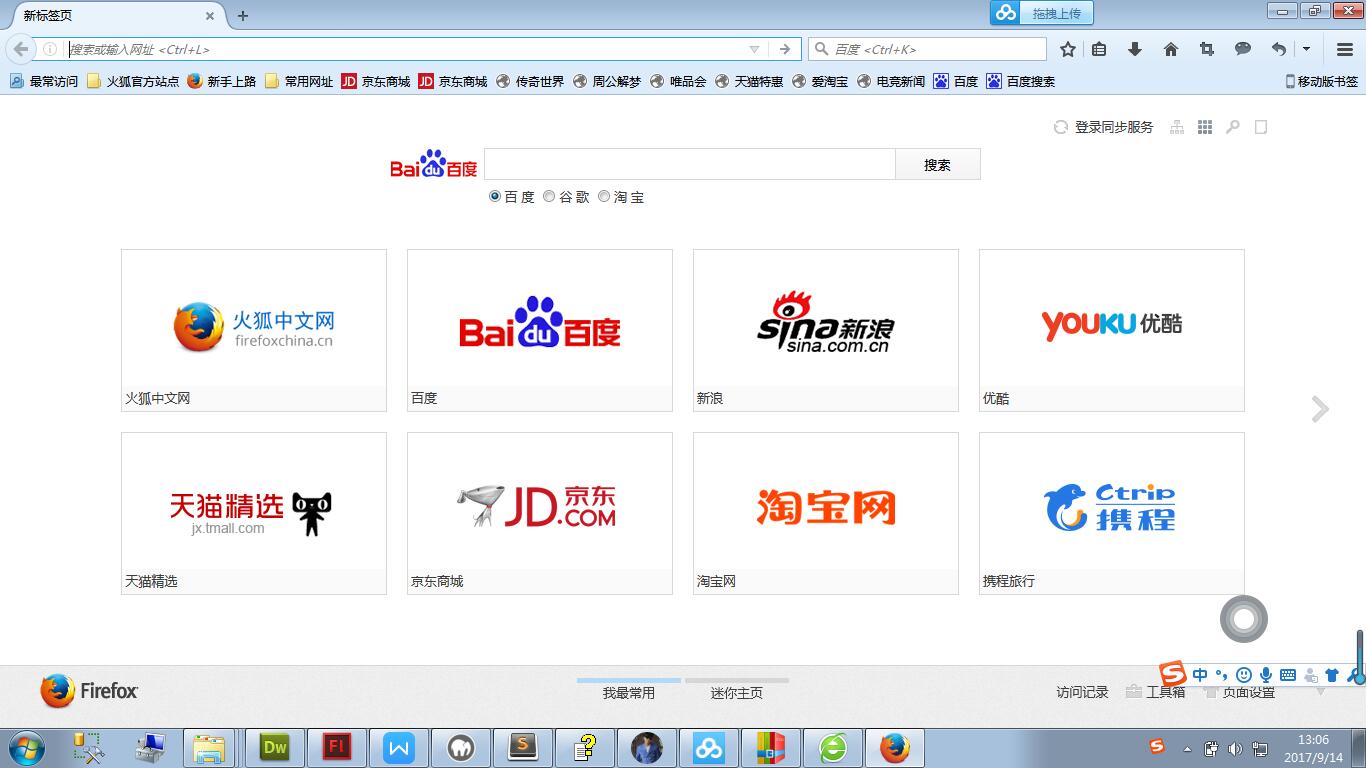 新标签页
拖拽上传
搜索或输入网址 <Ctrl+L>
百度 <Ctrl+K>
最常访问 火狐官方站点 新手上路 常用网址 JD 京东商城 JD 京东商城 传奇世界 周公解梦 唯品会 天猫特惠 爱淘宝 电竞新闻 百度 百度搜索 移动版书签
登录同步服务
Bai du 百度 搜索
百度 谷歌 淘宝
火狐中文网
firefoxchina.cn
Bai du 百度
sina新浪
sina.com.cn
YOUKU 优酷
火狐中文网 百度 新浪 优酷
天猫精选
jx.tmall.com
JD京东
.COM
淘宝网
Ctrip
携程
天猫精选 京东商城 淘宝网 携程旅行
S 中
Firefox 我最常用 迷你主页 访问记录 工具箱 页面设置
Dw Fl W S
13:06
2017/9/14